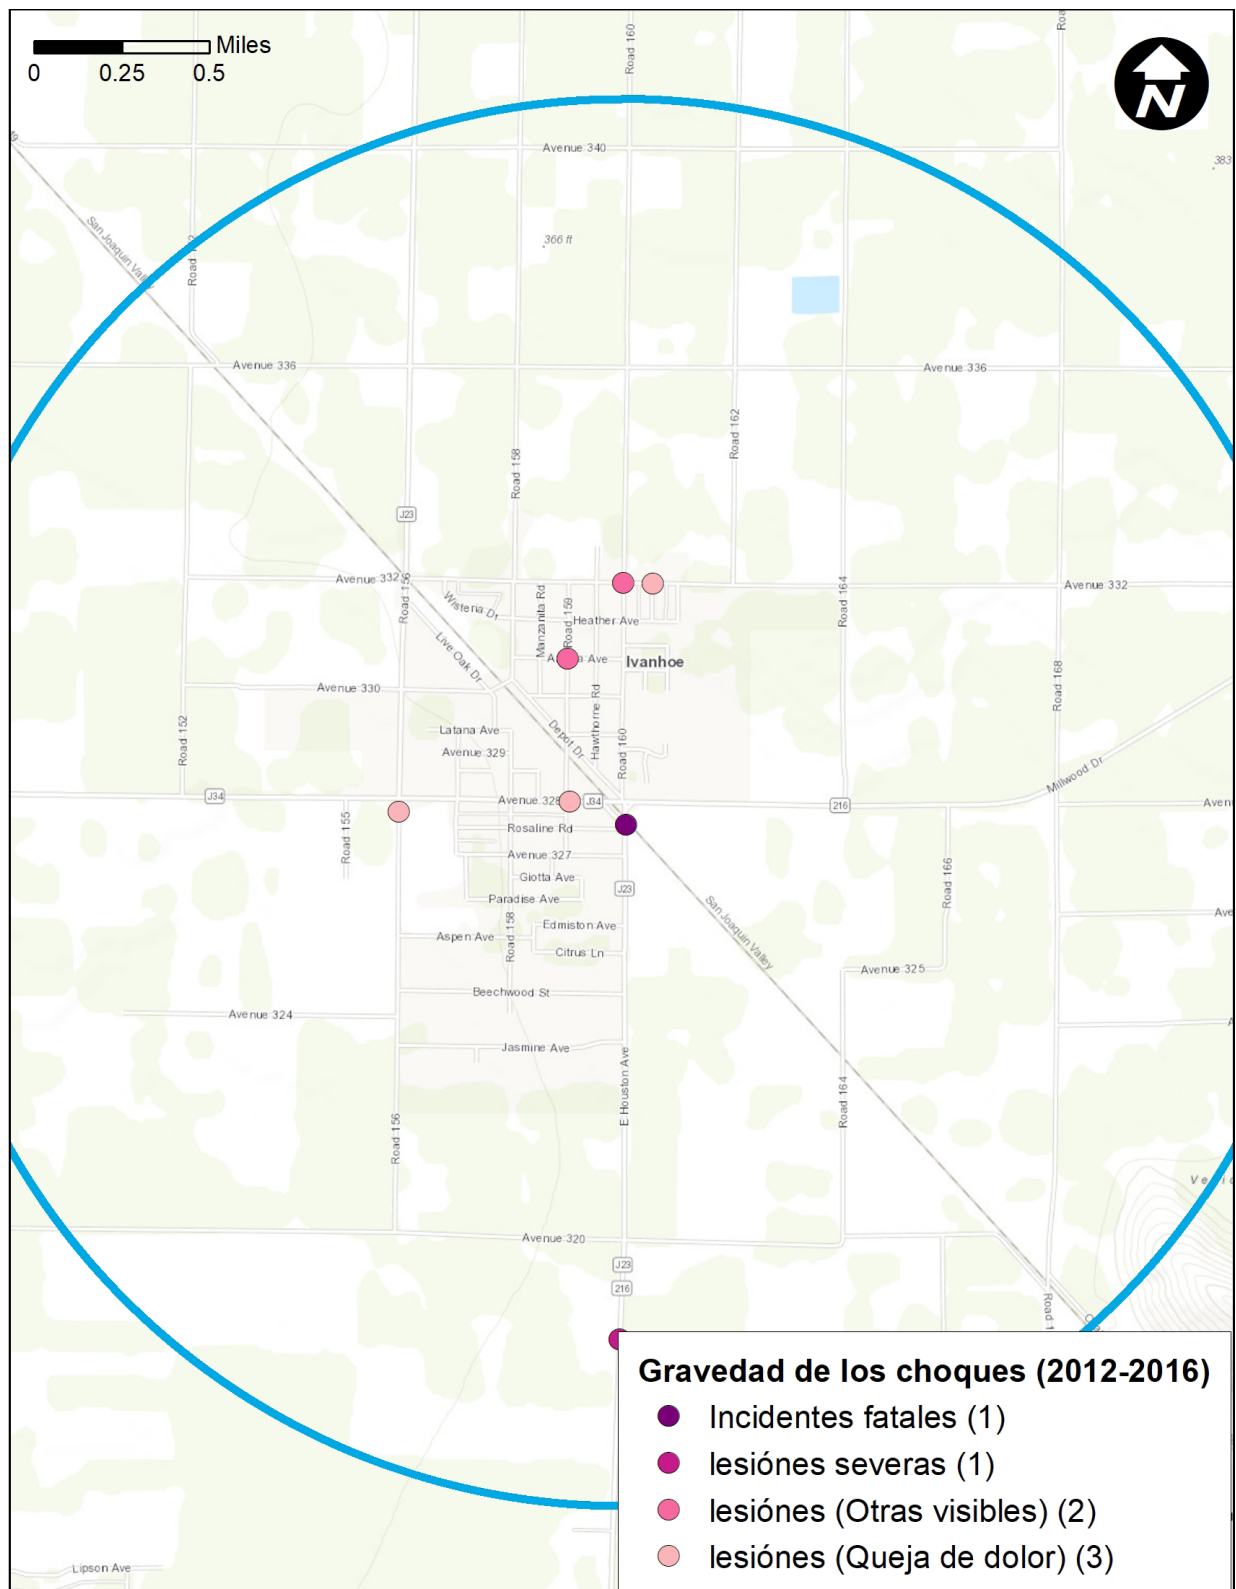 Miles
0 0.25 0.5
N
Road 160
Avenue 340
383
366 ft
San Joaquin Valley
Avenue 336
Avenue 336
Road 162
Road 158
J23
Avenue 332
Avenue 332
Road 156
Wisteria Dr
Manzanita Rd
Road 159
Heather Ave
Road 164
Live Oak Dr
Ave
Ivanhoe
Avenue 330
Road 168
Hawthorne Rd
Road 152
Latana Ave
Depot Dr
Road 160
Avenue 329
Millwood Dr
J34
Avenue 328
J34
216
Road 155
Rosaline Rd
Avenue 327
Giotta Ave
J23
Road 166
Paradise Ave
San Joaquin Valley
Road 158
Edmiston Ave
Aspen Ave
Citrus Ln
Avenue 325
Beechwood St
Avenue 324
Jasmine Ave
E Houston Ave
Road 164
Road 156
Avenue 320
J23
216
Gravedad de los choques (2012-2016)
Incidentes fatales (1)
lesiónes severas (1)
lesiónes (Otras visibles) (2)
lesiónes (Queja de dolor) (3)
Lipson Ave